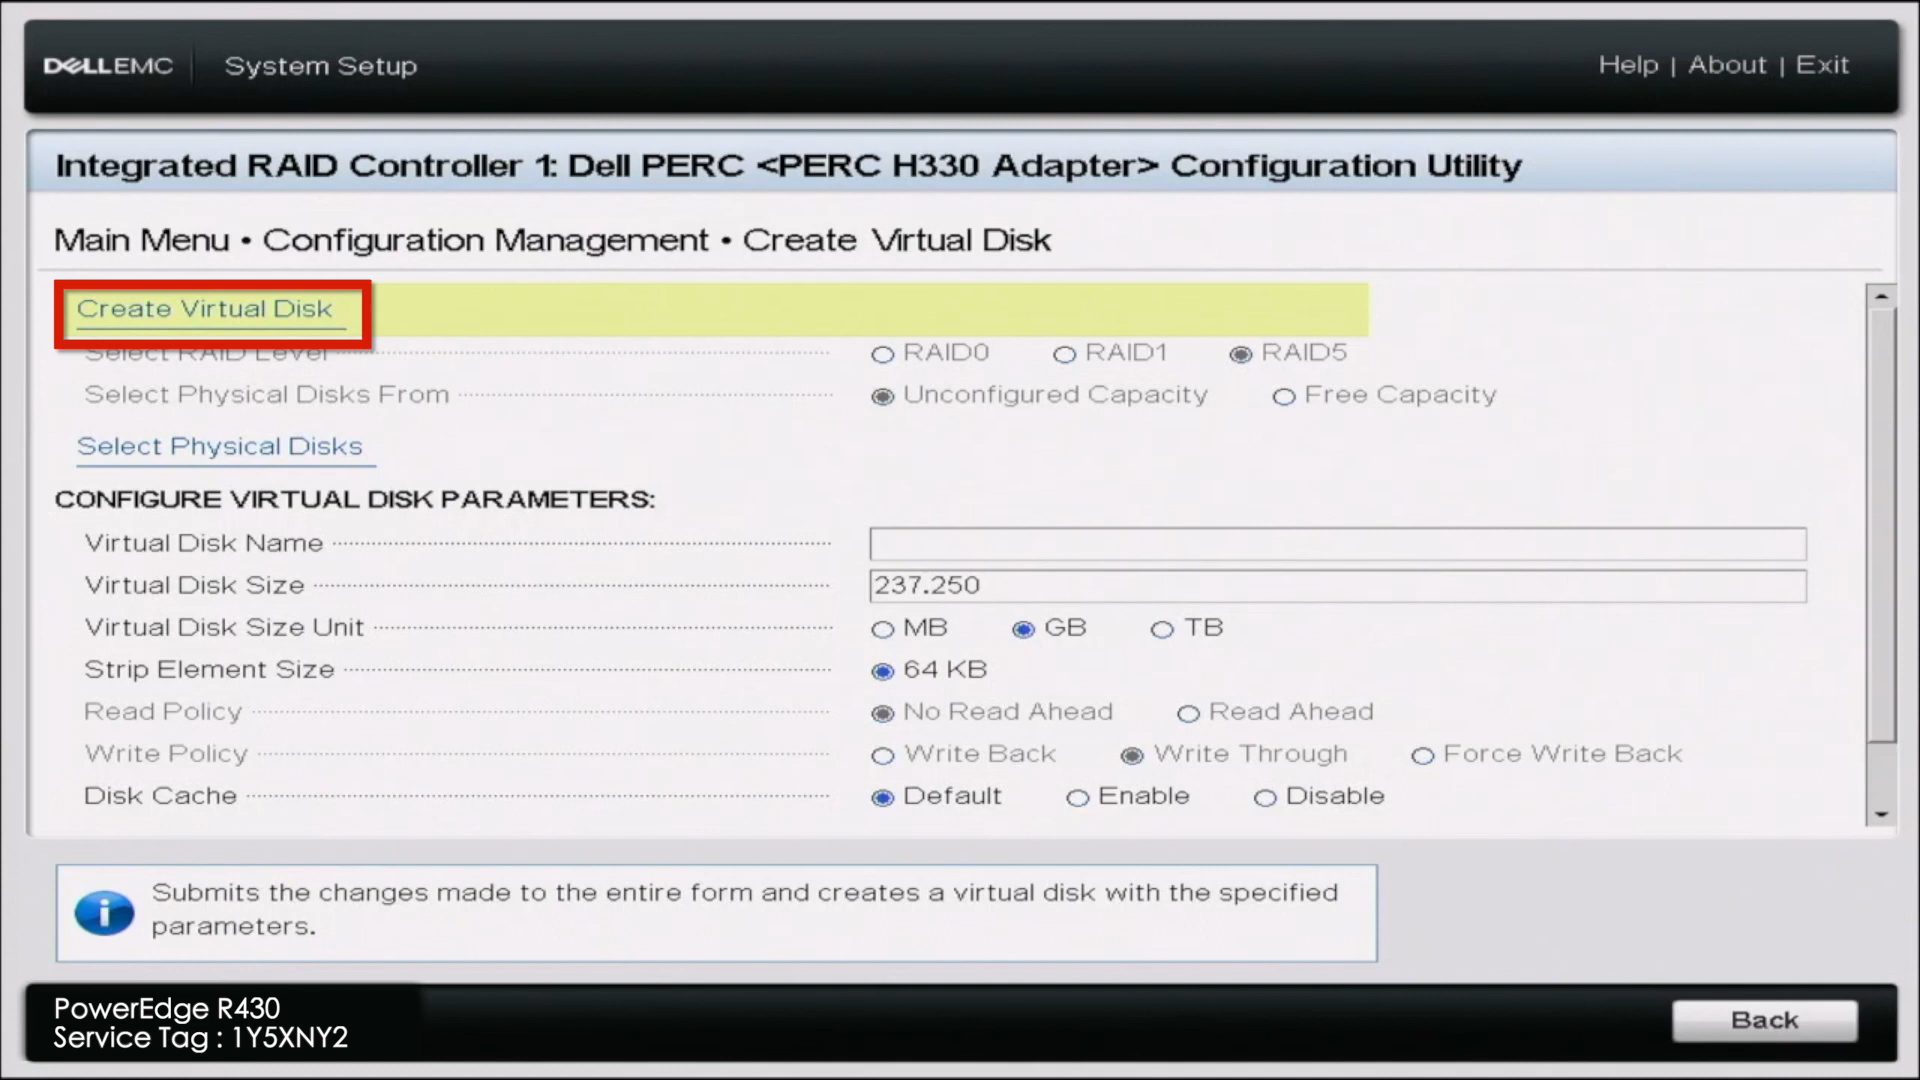 DELLEMC System Setup Help | About | Exit
Integrated RAID Controller 1: Dell PERC <PERC H330 Adapter> Configuration Utility
Main Menu • Configuration Management • Create Virtual Disk
Create Virtual Disk
Select RAID Level RAID0 RAID1 RAID5
Select Physical Disks From Unconfigured Capacity Free Capacity
Select Physical Disks
CONFIGURE VIRTUAL DISK PARAMETERS:
Virtual Disk Name
Virtual Disk Size 237.250
Virtual Disk Size Unit MB GB TB
Strip Element Size 64 KB
Read Policy No Read Ahead Read Ahead
Write Policy Write Back Write Through Force Write Back
Disk Cache Default Enable Disable
Submits the changes made to the entire form and creates a virtual disk with the specified
parameters.
PowerEdge R430
Service Tag : 1Y5XNY2
Back